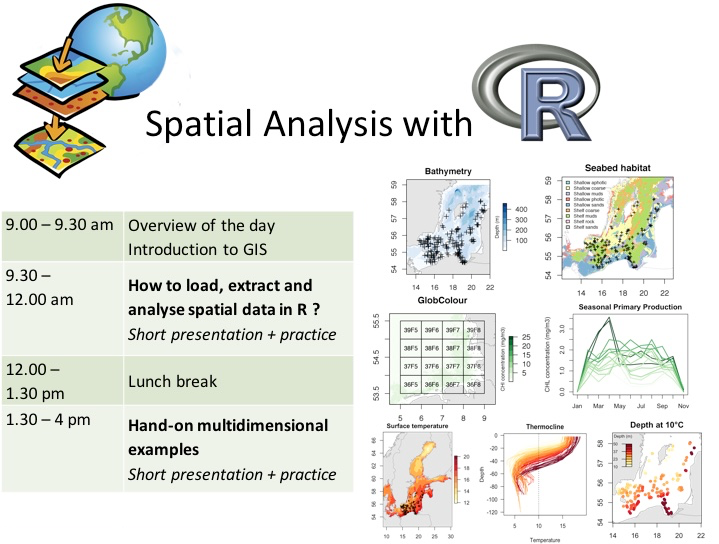 Spatial Analysis with R
9.00 – 9.30 am
Overview of the day
Introduction to GIS
9.30 –
12.00 am
How to load, extract and
analyse spatial data in R ?
Short presentation + practice
12.00 –
1.30 pm
Lunch break
1.30 – 4 pm
Hand-on multidimensional
examples
Short presentation + practice
Bathymetry
59
58
57
56
55
54
14 16 18 20 22
400
300
200
100
Depth (m)
Seabed habitat
Shallow aphotic
Shallow coarse
Shallow muds
Shallow photic
Shallow sands
Shelf coarse
Shelf muds
Shelf rock
Shelf sands
59
58
57
56
55
54
14 16 18 20 22
GlobColour
55.5
54.5
53.5
39F5 39F6 39F7 39F8
38F5 38F6 38F7 38F8
37F5 37F6 37F7 37F8
36F5 36F6 36F7 36F8
5 6 7 8 9
25
20
15
10
5
Chl concentration (mg/m3)
Seasonal Primary Production
CHL concentration (mg/m3)
3.0
2.0
1.0
0.0
Jan Mar May Jul Sep Nov
Surface temperature
66
64
62
60
58
56
54
10 15 20 25 30
20
18
16
14
12
Thermocline
Depth
0
-20
-40
-60
-80
-100
-120
5 10 15
Temperature
Depth at 10°C
Depth (m)
58
57
56
55
54
14 16 18 20 22